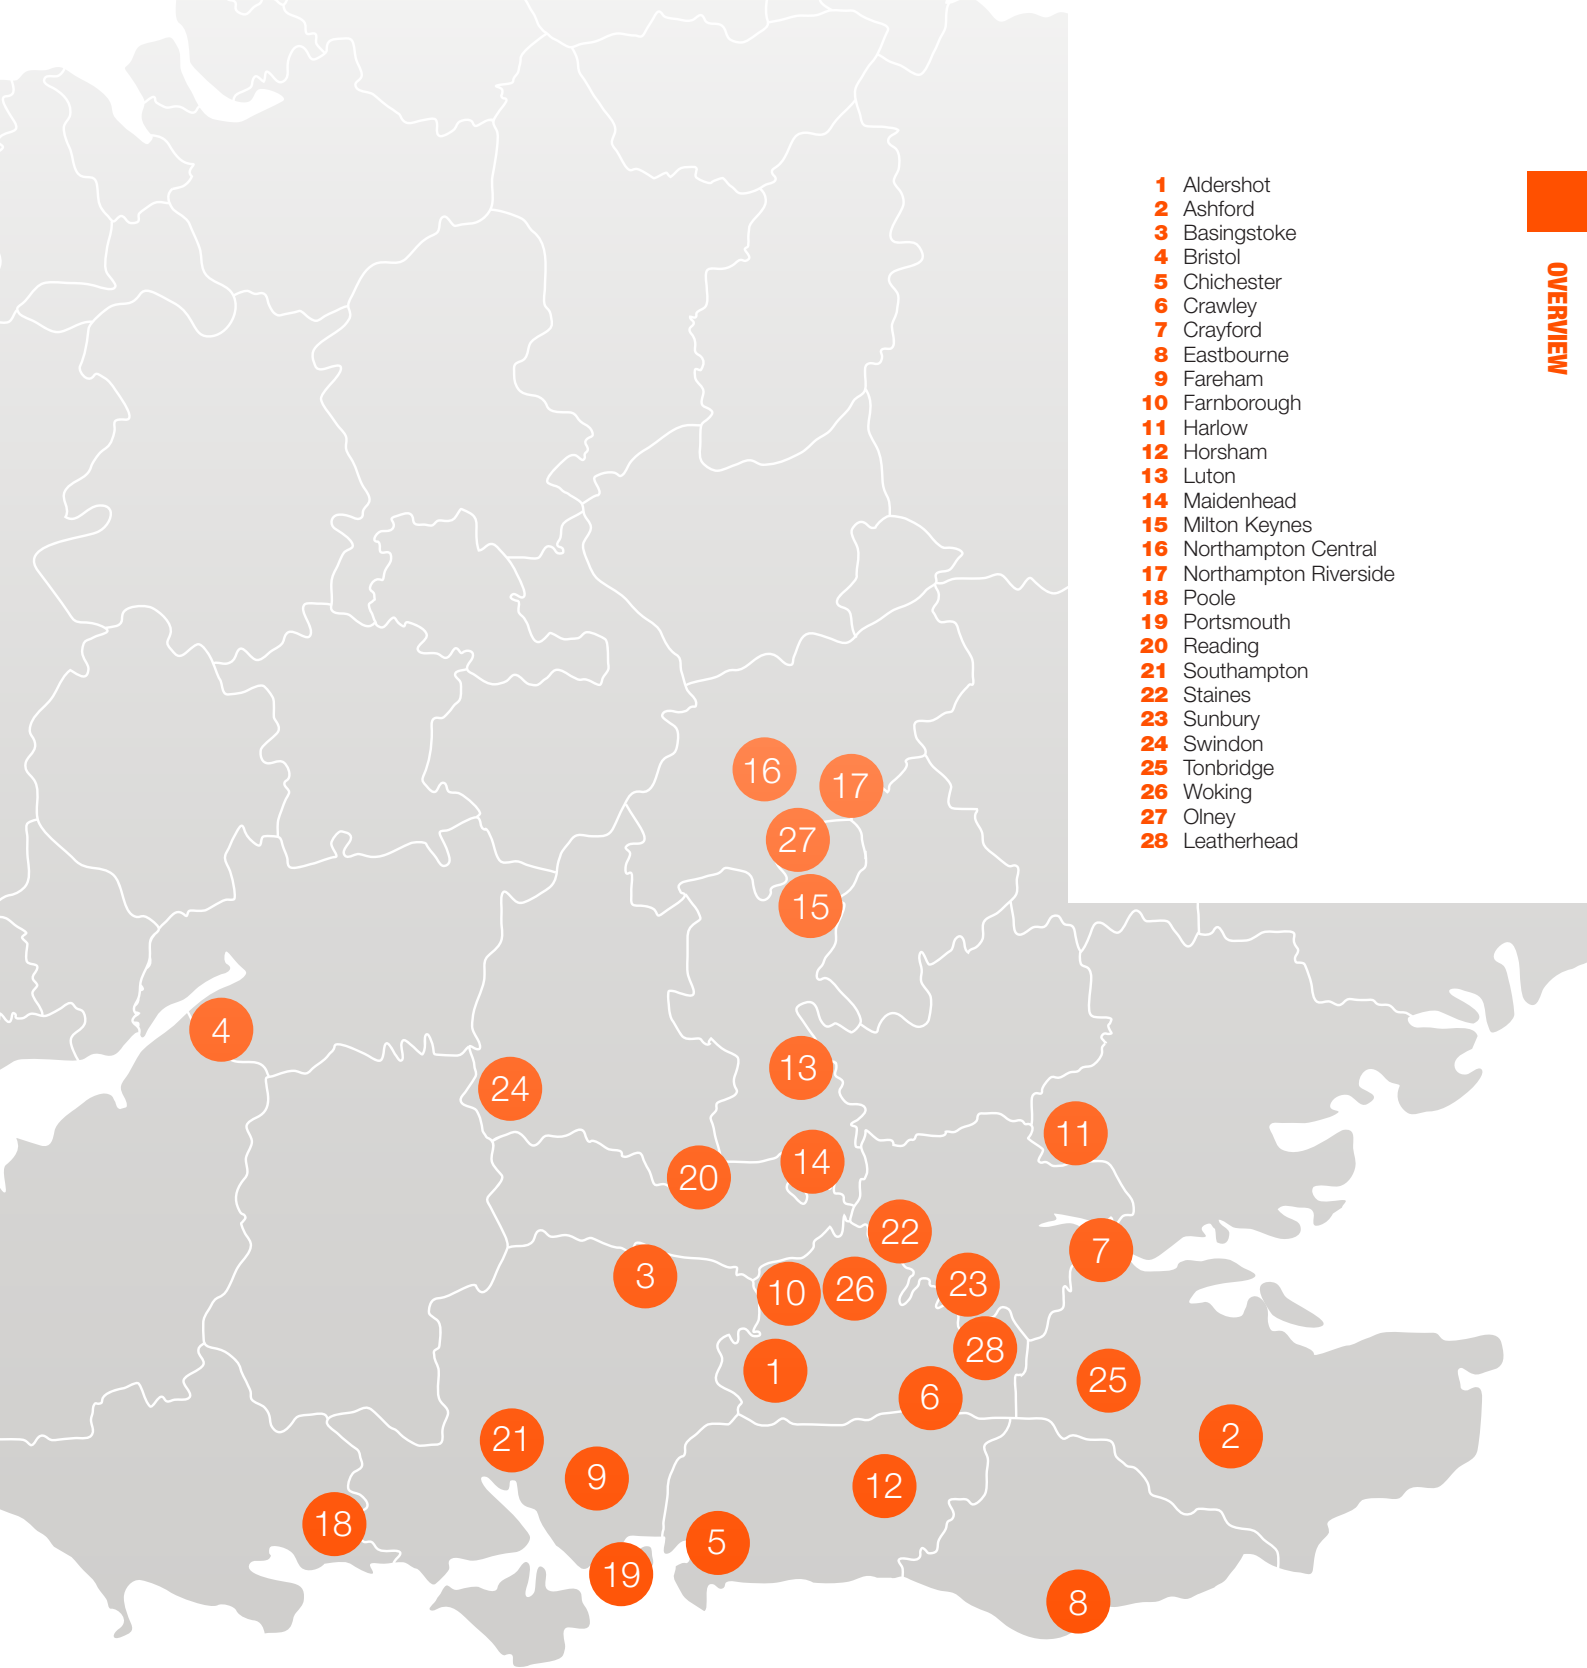 1 Aldershot
2 Ashford
3 Basingstoke
4 Bristol
5 Chichester
6 Crawley
7 Crayford
8 Eastbourne
9 Fareham
10 Farnborough
11 Harlow
12 Horsham
13 Luton
14 Maidenhead
15 Milton Keynes
16 Northampton Central
17 Northampton Riverside
18 Poole
19 Portsmouth
20 Reading
21 Southampton
22 Staines
23 Sunbury
24 Swindon
25 Tonbridge
26 Woking
27 Olney
28 Leatherhead
OVERVIEW
16
17
27
15
4
13
24
11
14
20
22
7
3
10
26
23
28
1
25
6
21
2
9
12
18
5
19
8